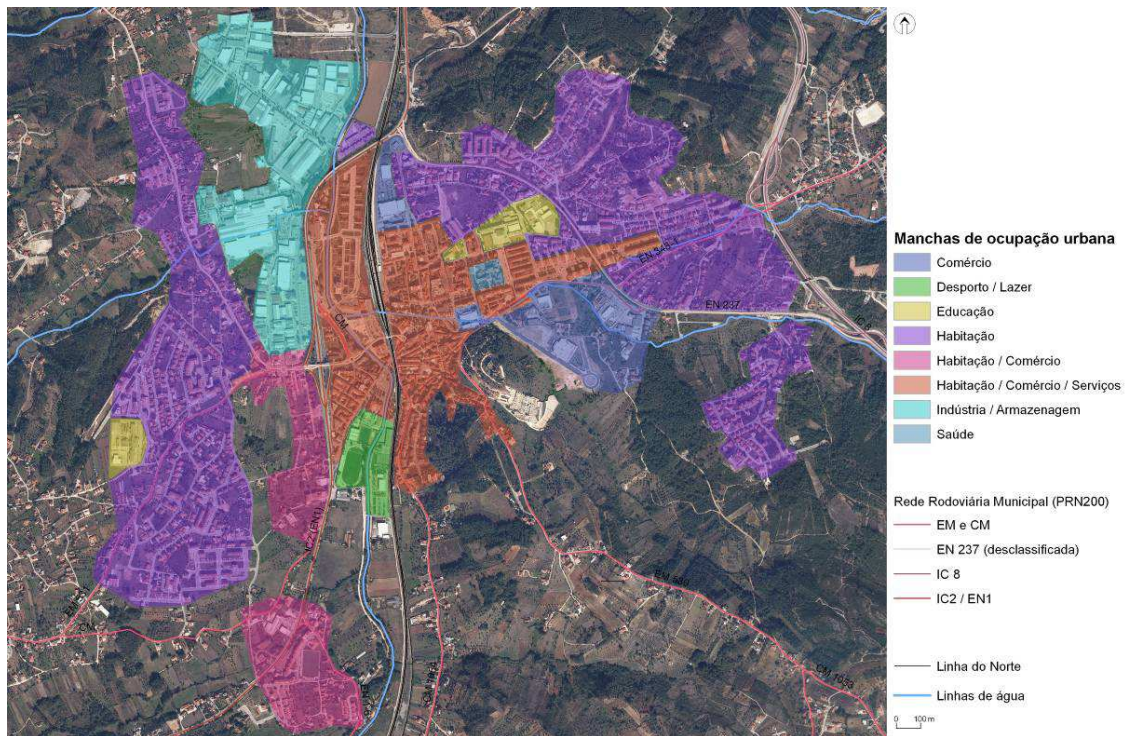 Manchas de ocupação urbana
Comércio
Desporto / Lazer
Educação
Habitação
Habitação / Comércio
Habitação / Comércio / Serviços
Indústria / Armazenagem
Saúde
Rede Rodoviária Municipal (PRN200)
EM e CM
EN 237 (desclassificada)
IC 8
IC2 / EN1
Linha do Norte
Linhas de água
0 100 m
EN 237
CM
IC2 (EN1)
CM 1053